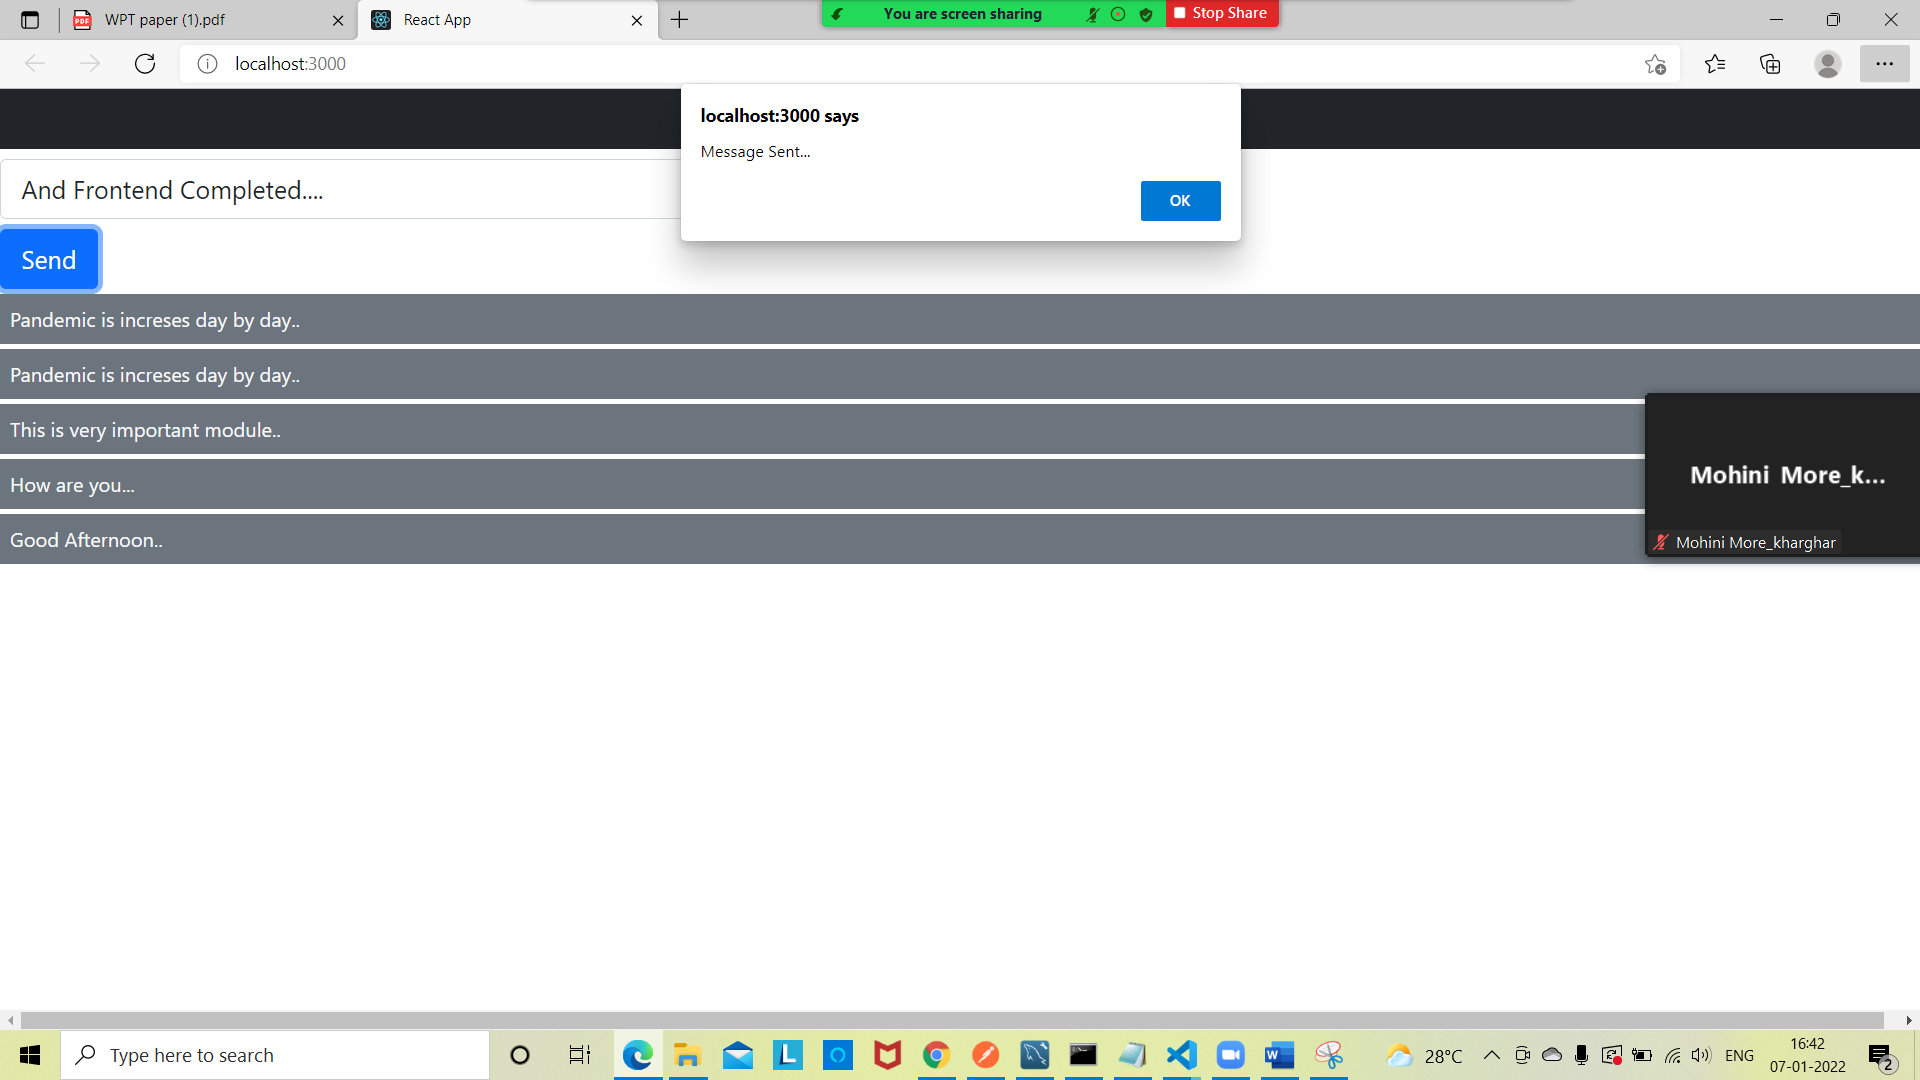 WPT paper (1).pdf
React App
You are screen sharing
Stop Share
localhost:3000
localhost:3000 says
Message Sent...
OK
And Frontend Completed....
Send
Pandemic is increses day by day..
Pandemic is increses day by day..
This is very important module..
How are you...
Good Afternoon..
Mohini More_k...
Mohini More_kharghar
Type here to search
28°C
ENG
16:42
07-01-2022
2